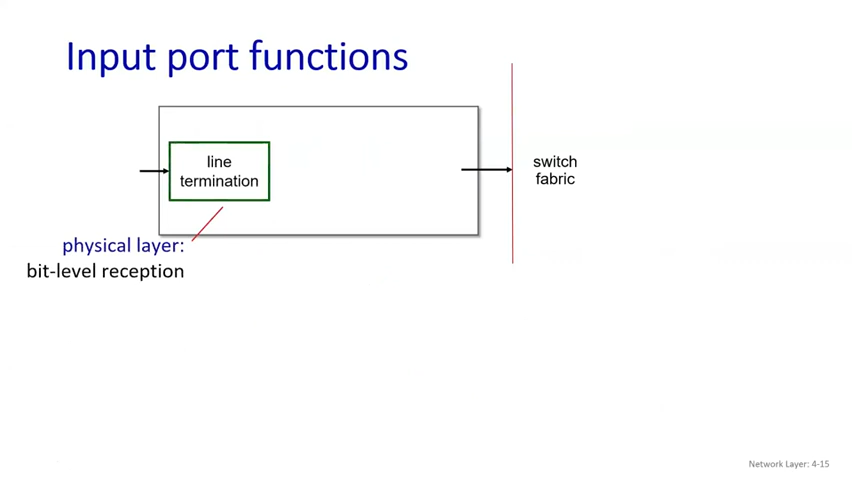 Input port functions
line
termination
switch
fabric
physical layer:
bit-level reception
Network Layer: 4-15